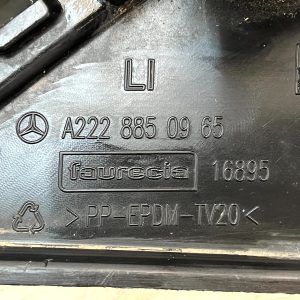 LI
A222 885 09 65
faurecia 16895
>PP-EPDM-TV20<